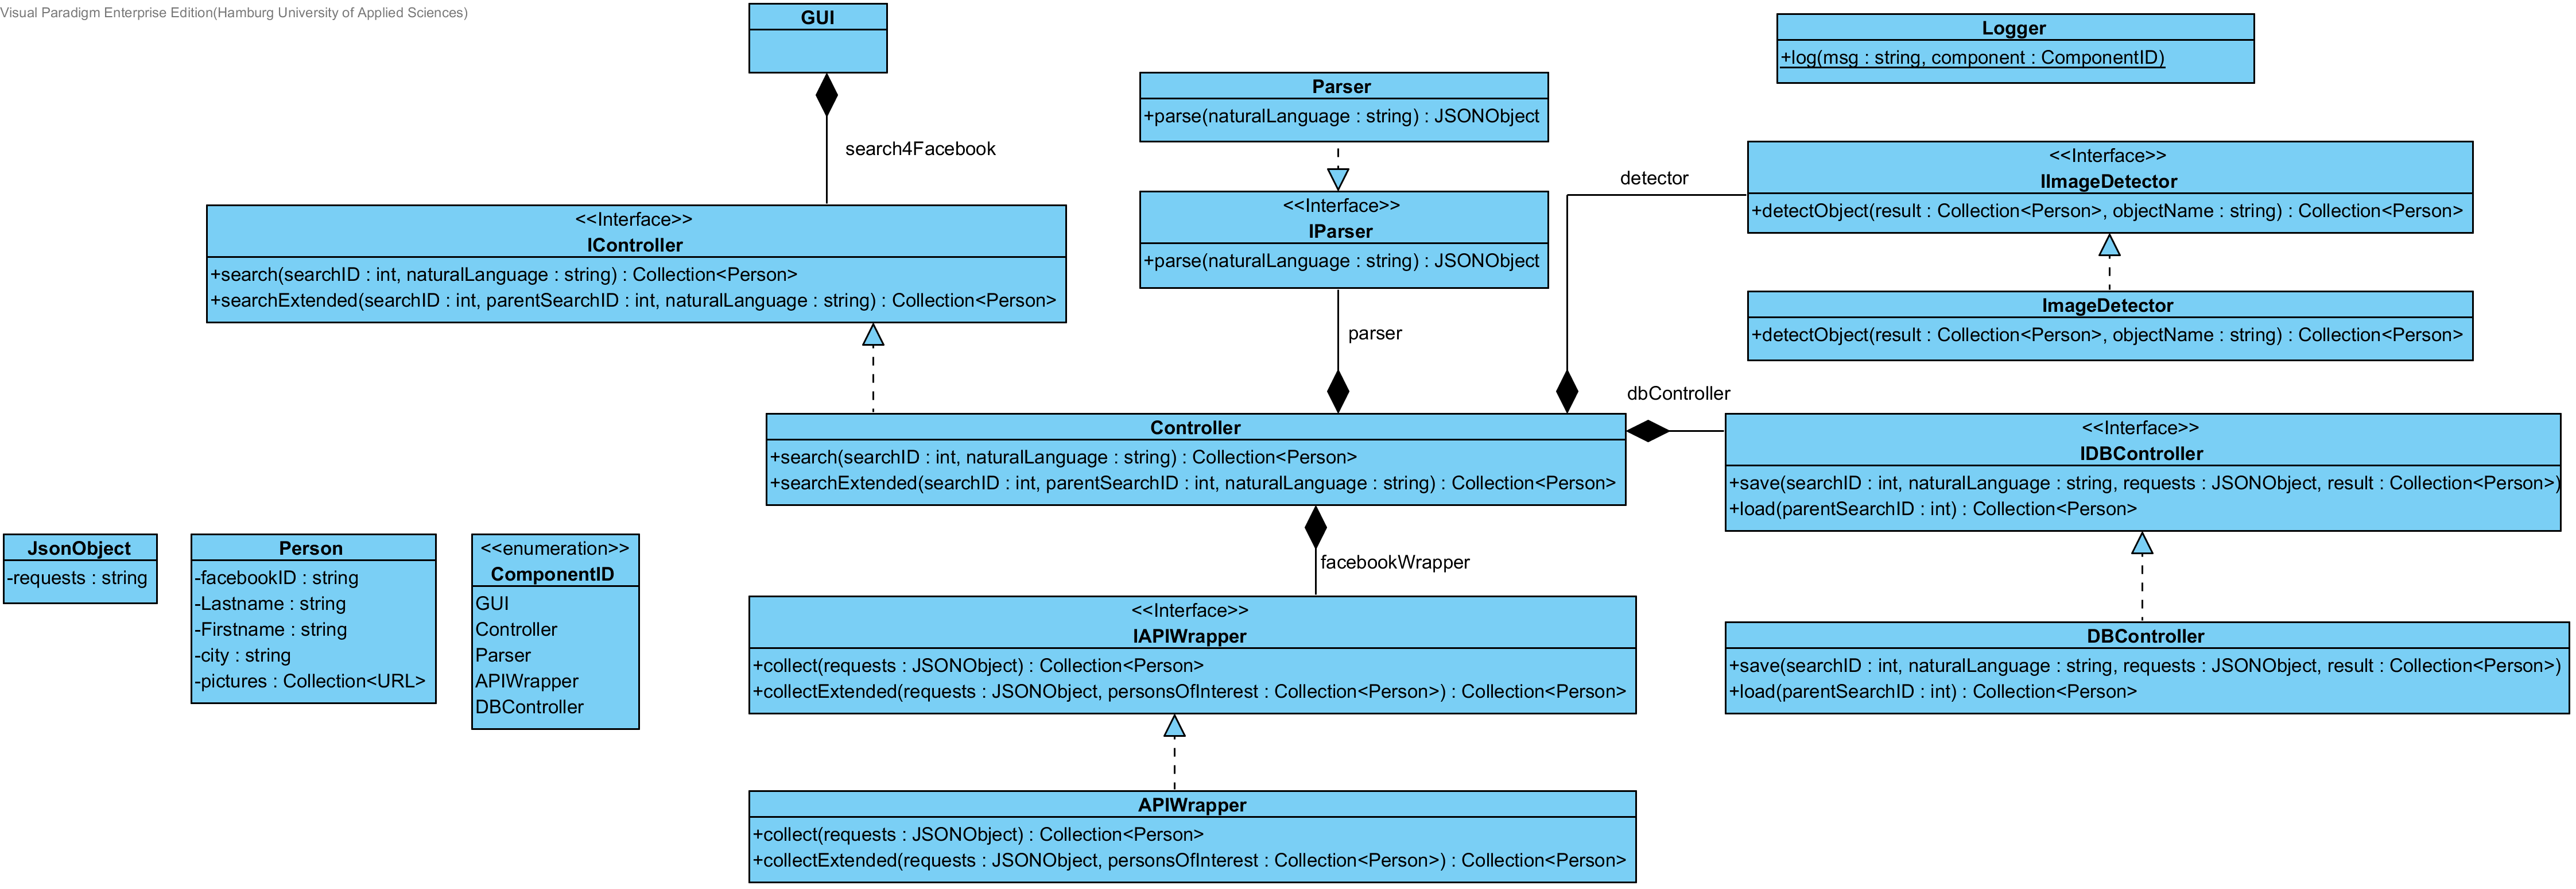 Visual Paradigm Enterprise Edition(Hamburg University of Applied Sciences)
GUI
search4Facebook
<<Interface>>
IController
+search(searchID : int, naturalLanguage : string) : Collection<Person>
+searchExtended(searchID : int, parentSearchID : int, naturalLanguage : string) : Collection<Person>
Parser
+parse(naturalLanguage : string) : JSONObject
<<Interface>>
IParser
+parse(naturalLanguage : string) : JSONObject
parser
Logger
+log(msg : string, component : ComponentID)
detector
<<Interface>>
IImageDetector
+detectObject(result : Collection<Person>, objectName : string) : Collection<Person>
ImageDetector
+detectObject(result : Collection<Person>, objectName : string) : Collection<Person>
dbController
Controller
+search(searchID : int, naturalLanguage : string) : Collection<Person>
+searchExtended(searchID : int, parentSearchID : int, naturalLanguage : string) : Collection<Person>
<<Interface>>
IDBController
+save(searchID : int, naturalLanguage : string, requests : JSONObject, result : Collection<Person>)
+load(parentSearchID : int) : Collection<Person>
JsonObject
-requests : string
Person
-facebookID : string
-Lastname : string
-Firstname : string
-city : string
-pictures : Collection<URL>
<<enumeration>>
ComponentID
GUI
Controller
Parser
APIWrapper
DBController
facebookWrapper
<<Interface>>
IAPIWrapper
+collect(requests : JSONObject) : Collection<Person>
+collectExtended(requests : JSONObject, personsOfInterest : Collection<Person>) : Collection<Person>
DBController
+save(searchID : int, naturalLanguage : string, requests : JSONObject, result : Collection<Person>)
+load(parentSearchID : int) : Collection<Person>
APIWrapper
+collect(requests : JSONObject) : Collection<Person>
+collectExtended(requests : JSONObject, personsOfInterest : Collection<Person>) : Collection<Person>